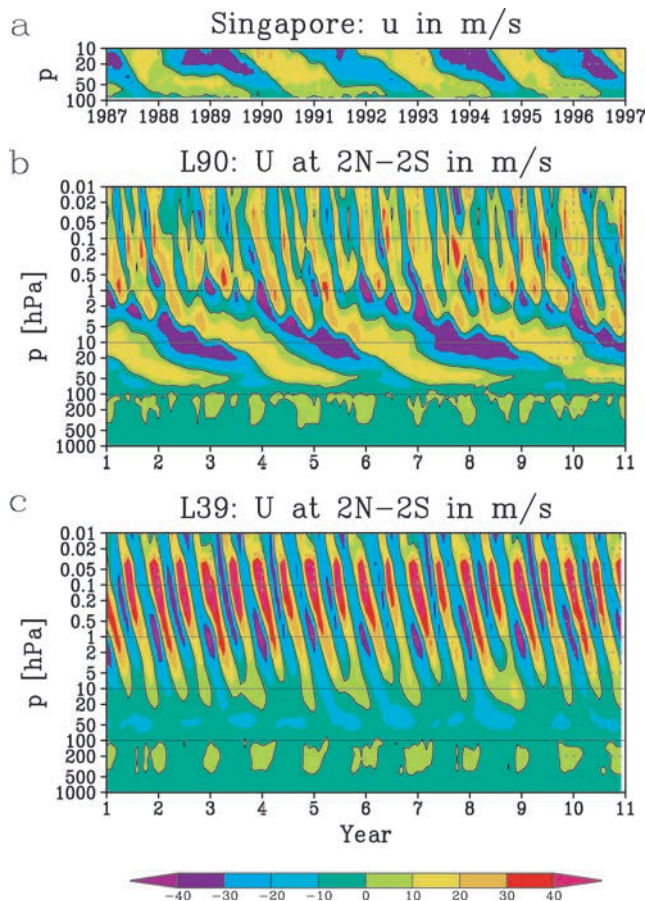 a
Singapore: u in m/s
p
10
20
50
100
1987 1988 1989 1990 1991 1992 1993 1994 1995 1996 1997
b
L90: U at 2N-2S in m/s
p [hPa]
0.01
0.02
0.05
0.1
0.2
0.5
1
2
5
10
20
50
100
200
500
1000
1 2 3 4 5 6 7 8 9 10 11
c
L39: U at 2N-2S in m/s
p [hPa]
0.01
0.02
0.05
0.1
0.2
0.5
1
2
5
10
20
50
100
200
500
1000
1 2 3 4 5 6 7 8 9 10 11
Year
-40 -30 -20 -10 0 10 20 30 40